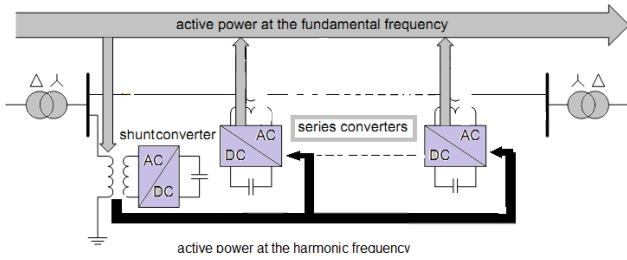 active power at the fundamental frequency
shuntconverter
AC
DC
AC
DC
series converters
AC
DC
active power at the harmonic frequency